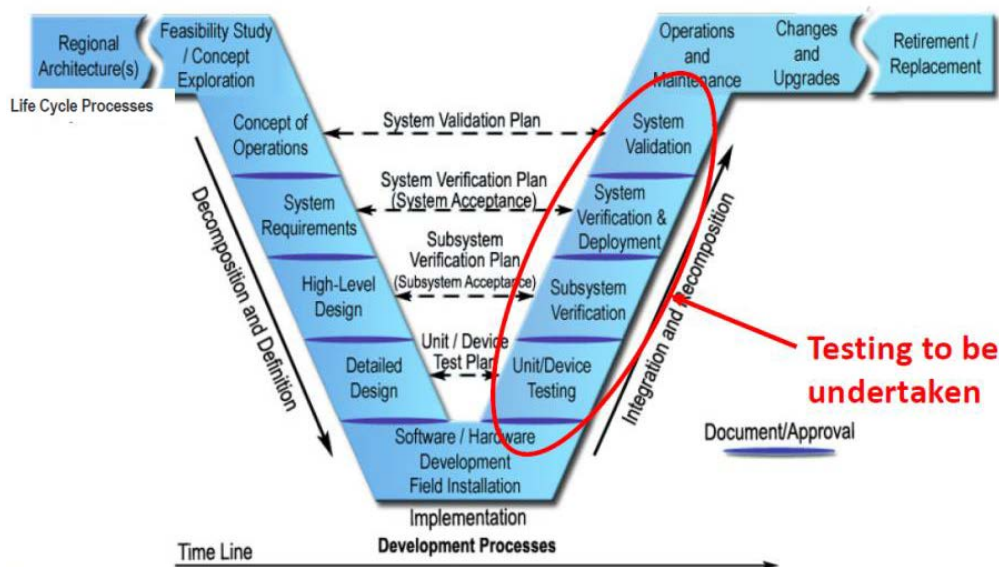 Regional
Architecture(s)
Feasibility Study
/ Concept
Exploration
Operations
and
Maintenance
Changes
and
Upgrades
Retirement /
Replacement
Life Cycle Processes
Concept of
Operations
System Validation Plan
System
Validation
System
Requirements
System Verification Plan
(System Acceptance)
System
Verification &
Deployment
High-Level
Design
Subsystem
Verification Plan
(Subsystem Acceptance)
Subsystem
Verification
Detailed
Design
Unit / Device
Test Plan
Unit/Device
Testing
Decomposition and Definition
Integration and Recomposition
Testing to be
undertaken
Software / Hardware
Development
Field Installation
Document/Approval
Implementation
Development Processes
Time Line